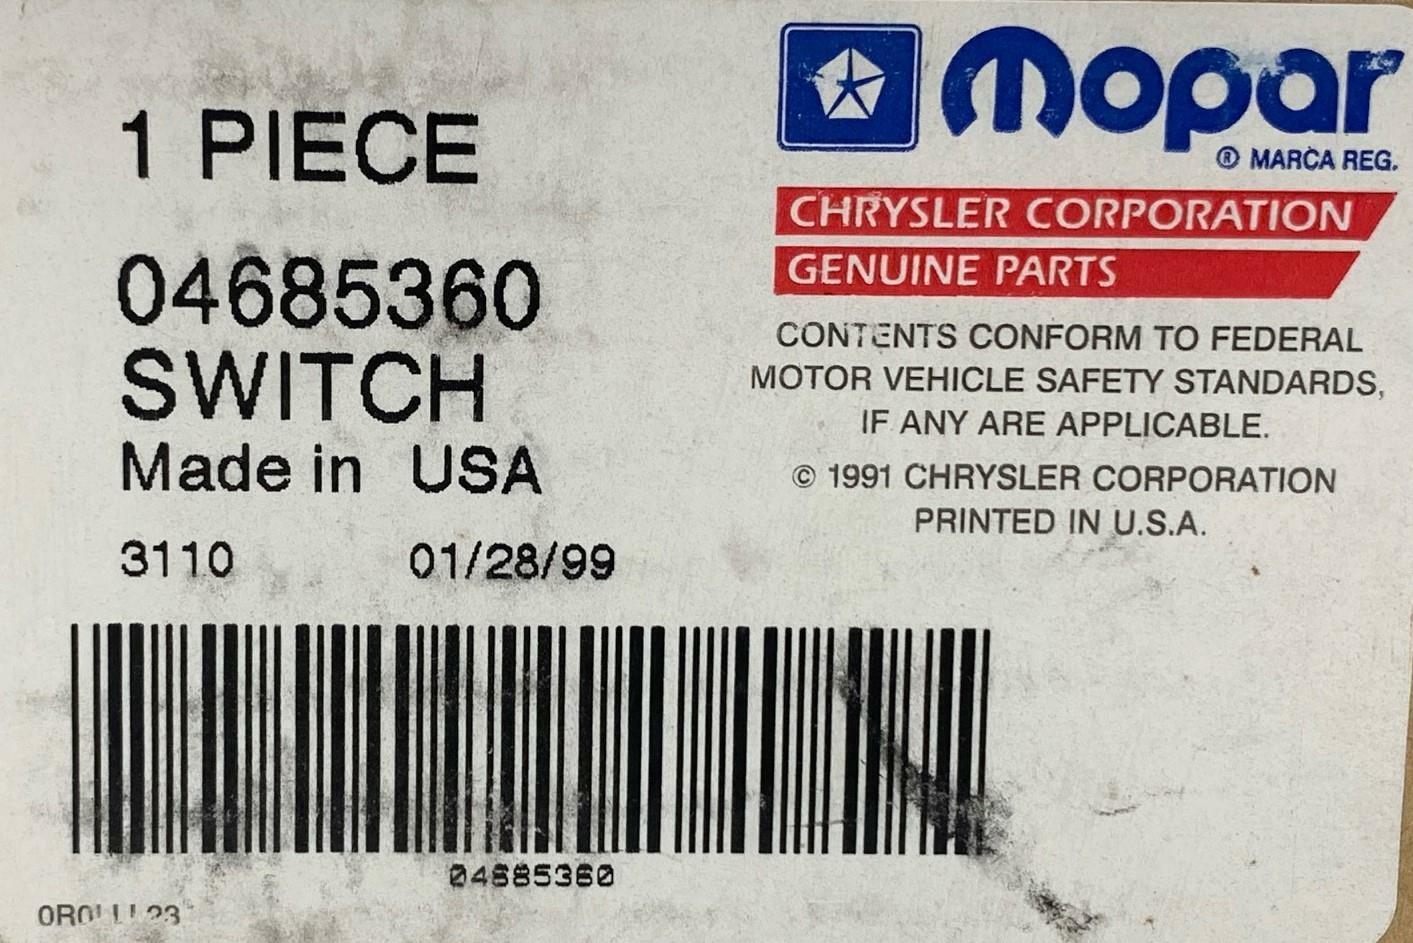 1 PIECE
04685360
SWITCH
Made in USA
3110 01/28/99
04685360
Mopar
® MARCA REG.
CHRYSLER CORPORATION
GENUINE PARTS
CONTENTS CONFORM TO FEDERAL
MOTOR VEHICLE SAFETY STANDARDS,
IF ANY ARE APPLICABLE.
© 1991 CHRYSLER CORPORATION
PRINTED IN U.S.A.